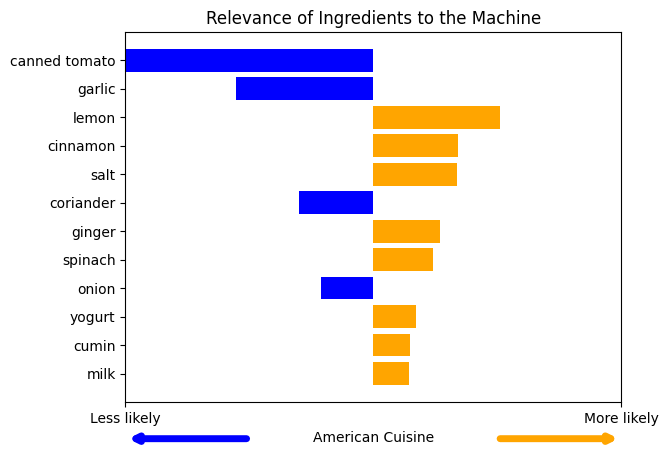 Relevance of Ingredients to the Machine
canned tomato
garlic
lemon
cinnamon
salt
coriander
ginger
spinach
onion
yogurt
cumin
milk
Less likely
More likely
American Cuisine